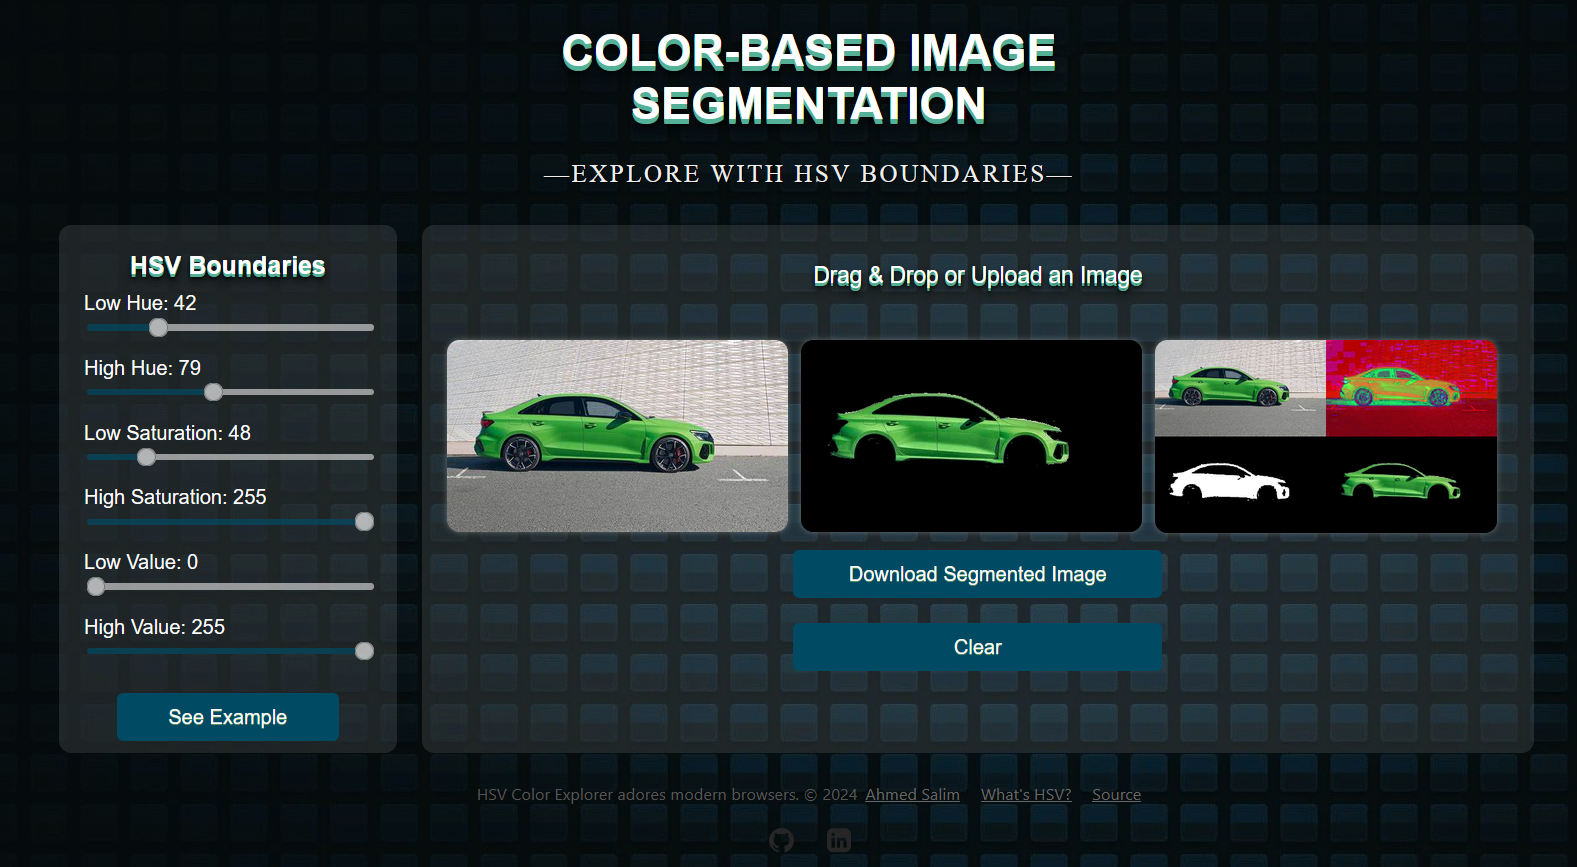 COLOR-BASED IMAGE
SEGMENTATION
—EXPLORE WITH HSV BOUNDARIES—
HSV Boundaries
Low Hue: 42
High Hue: 79
Low Saturation: 48
High Saturation: 255
Low Value: 0
High Value: 255
See Example
Drag & Drop or Upload an Image
Download Segmented Image
Clear
HSV Color Explorer adores modern browsers. © 2024 Ahmed Salim What's HSV? Source